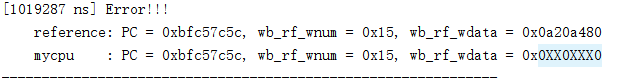 [1019287 ns] Error!!!
reference: PC = 0xbfc57c5c, wb_rf_wnum = 0x15, wb_rf_wdata = 0x0a20a480
mycpu    : PC = 0xbfc57c5c, wb_rf_wnum = 0x15, wb_rf_wdata = 0x0XX0XXX0